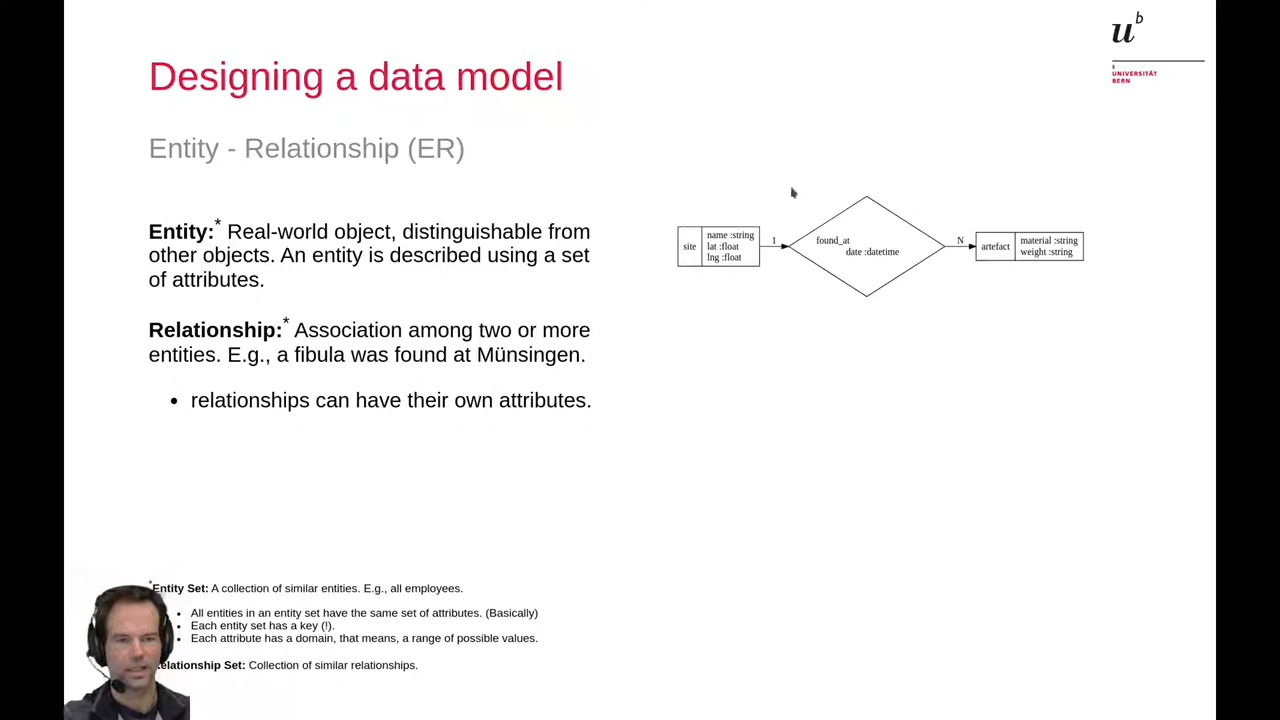 u
b
b
UNIVERSITÄT
BERN
Designing a data model
Entity - Relationship (ER)
Entity:* Real-world object, distinguishable from
other objects. An entity is described using a set
of attributes.
Relationship:* Association among two or more
entities. E.g., a fibula was found at Münsingen.
• relationships can have their own attributes.
site
name :string
lat :float
lng :float
1
found_at
date :datetime
N
artefact
material :string
weight :string
*Entity Set: A collection of similar entities. E.g., all employees.
• All entities in an entity set have the same set of attributes. (Basically)
• Each entity set has a key (!).
• Each attribute has a domain, that means, a range of possible values.
elationship Set: Collection of similar relationships.